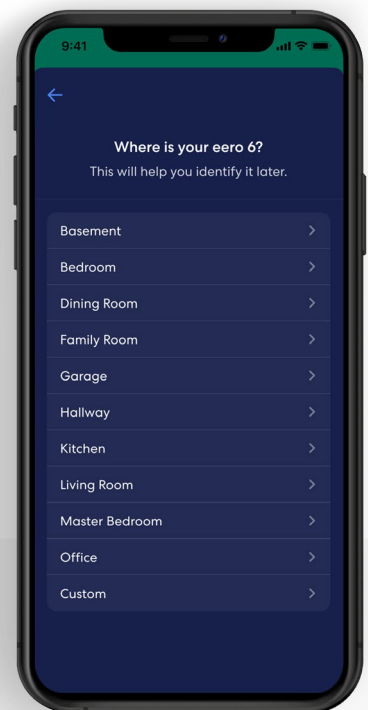 9:41
Where is your eero 6?
This will help you identify it later.
Basement
Bedroom
Dining Room
Family Room
Garage
Hallway
Kitchen
Living Room
Master Bedroom
Office
Custom